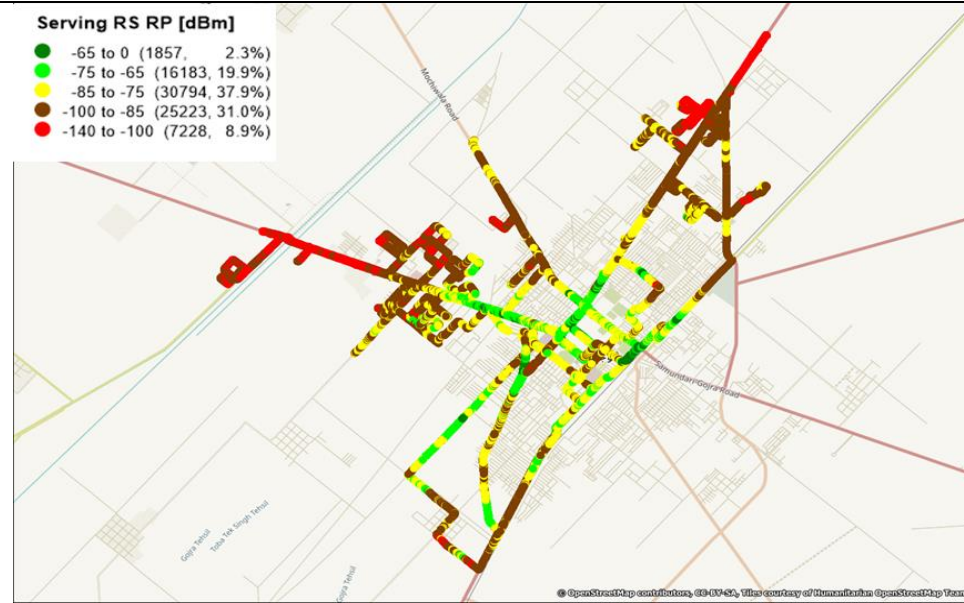 Serving RS RP [dBm]
-65 to 0 (1857, 2.3%)
-75 to -65 (16183, 19.9%)
-85 to -75 (30794, 37.9%)
-100 to -85 (25223, 31.0%)
-140 to -100 (7228, 8.9%)
Mochiwala Road
Samundari Gojra Road
Gojra Tehsil
Toba Tek Singh Tehsil
Gojra Tehsil
© OpenStreetMap contributors, CC-BY-SA, Tiles courtesy of Humanitarian OpenStreetMap Team